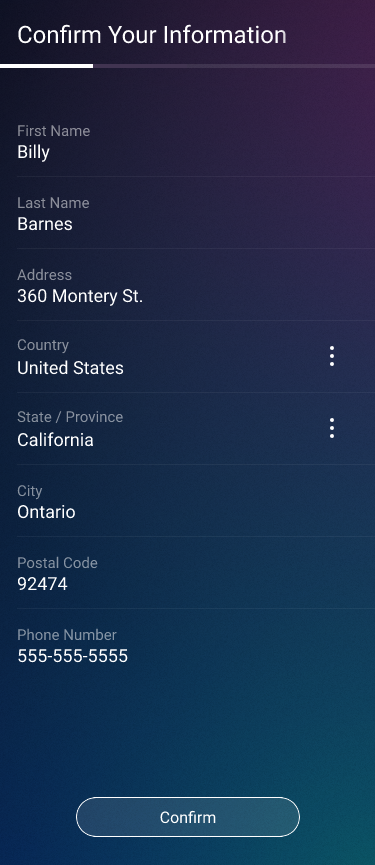 Confirm Your Information
First Name
Billy
Last Name
Barnes
Address
360 Montery St.
Country
United States
State / Province
California
City
Ontario
Postal Code
92474
Phone Number
555-555-5555
Confirm